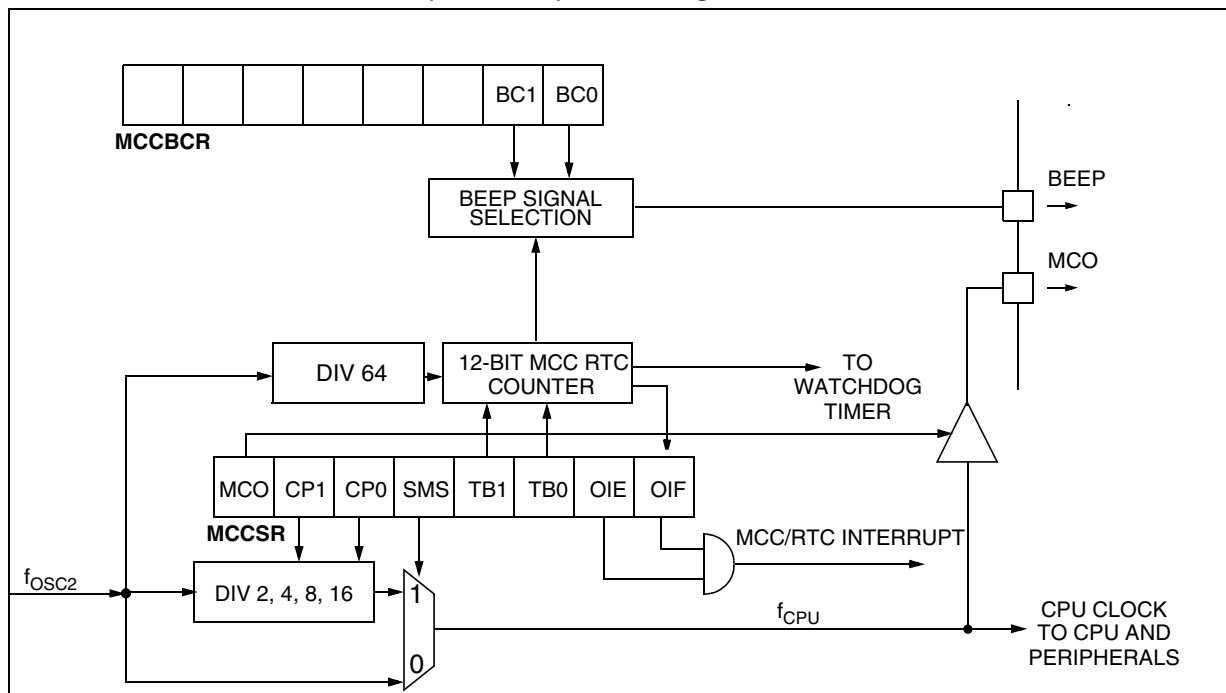 BC1 BC0
MCCBCR
BEEP SIGNAL
SELECTION
BEEP
MCO
DIV 64
12-BIT MCC RTC
COUNTER
TO
WATCHDOG
TIMER
MCO CP1 CP0 SMS TB1 TB0 OIE OIF
MCCSR
MCC/RTC INTERRUPT
fOSC2
DIV 2, 4, 8, 16
1
0
fCPU
CPU CLOCK
TO CPU AND
PERIPHERALS